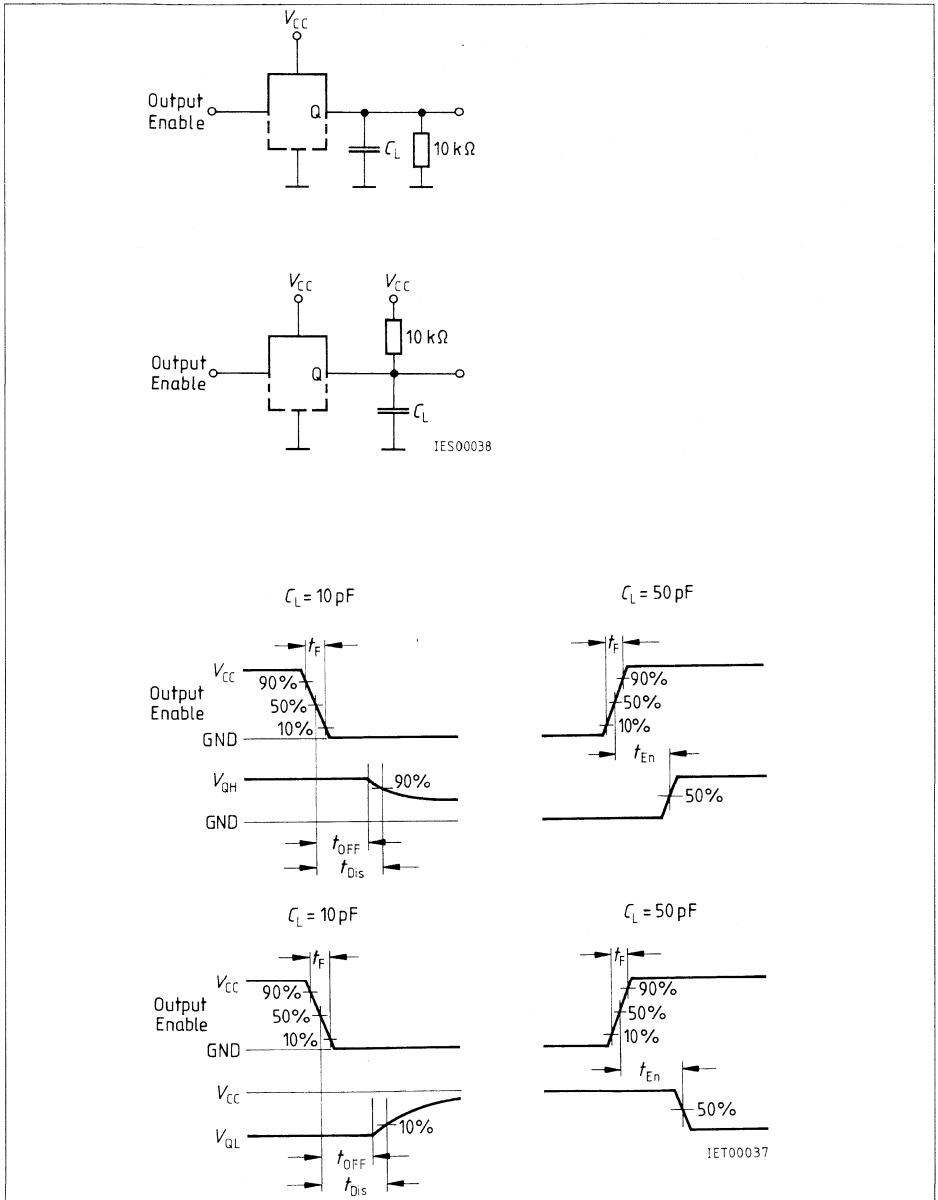 V_CC
Output
Enable
Q
C_L
10 kΩ
V_CC
V_CC
10 kΩ
Output
Enable
Q
C_L
IES00038
C_L = 10 pF
C_L = 50 pF
t_F
t_F
V_CC
90%
90%
Output
Enable
50%
50%
10%
10%
GND
t_En
V_QH
90%
50%
GND
t_OFF
t_Dis
C_L = 10 pF
C_L = 50 pF
t_F
t_F
V_CC
90%
90%
Output
Enable
50%
50%
10%
10%
GND
t_En
V_CC
50%
10%
V_QL
t_OFF
t_Dis
IET00037